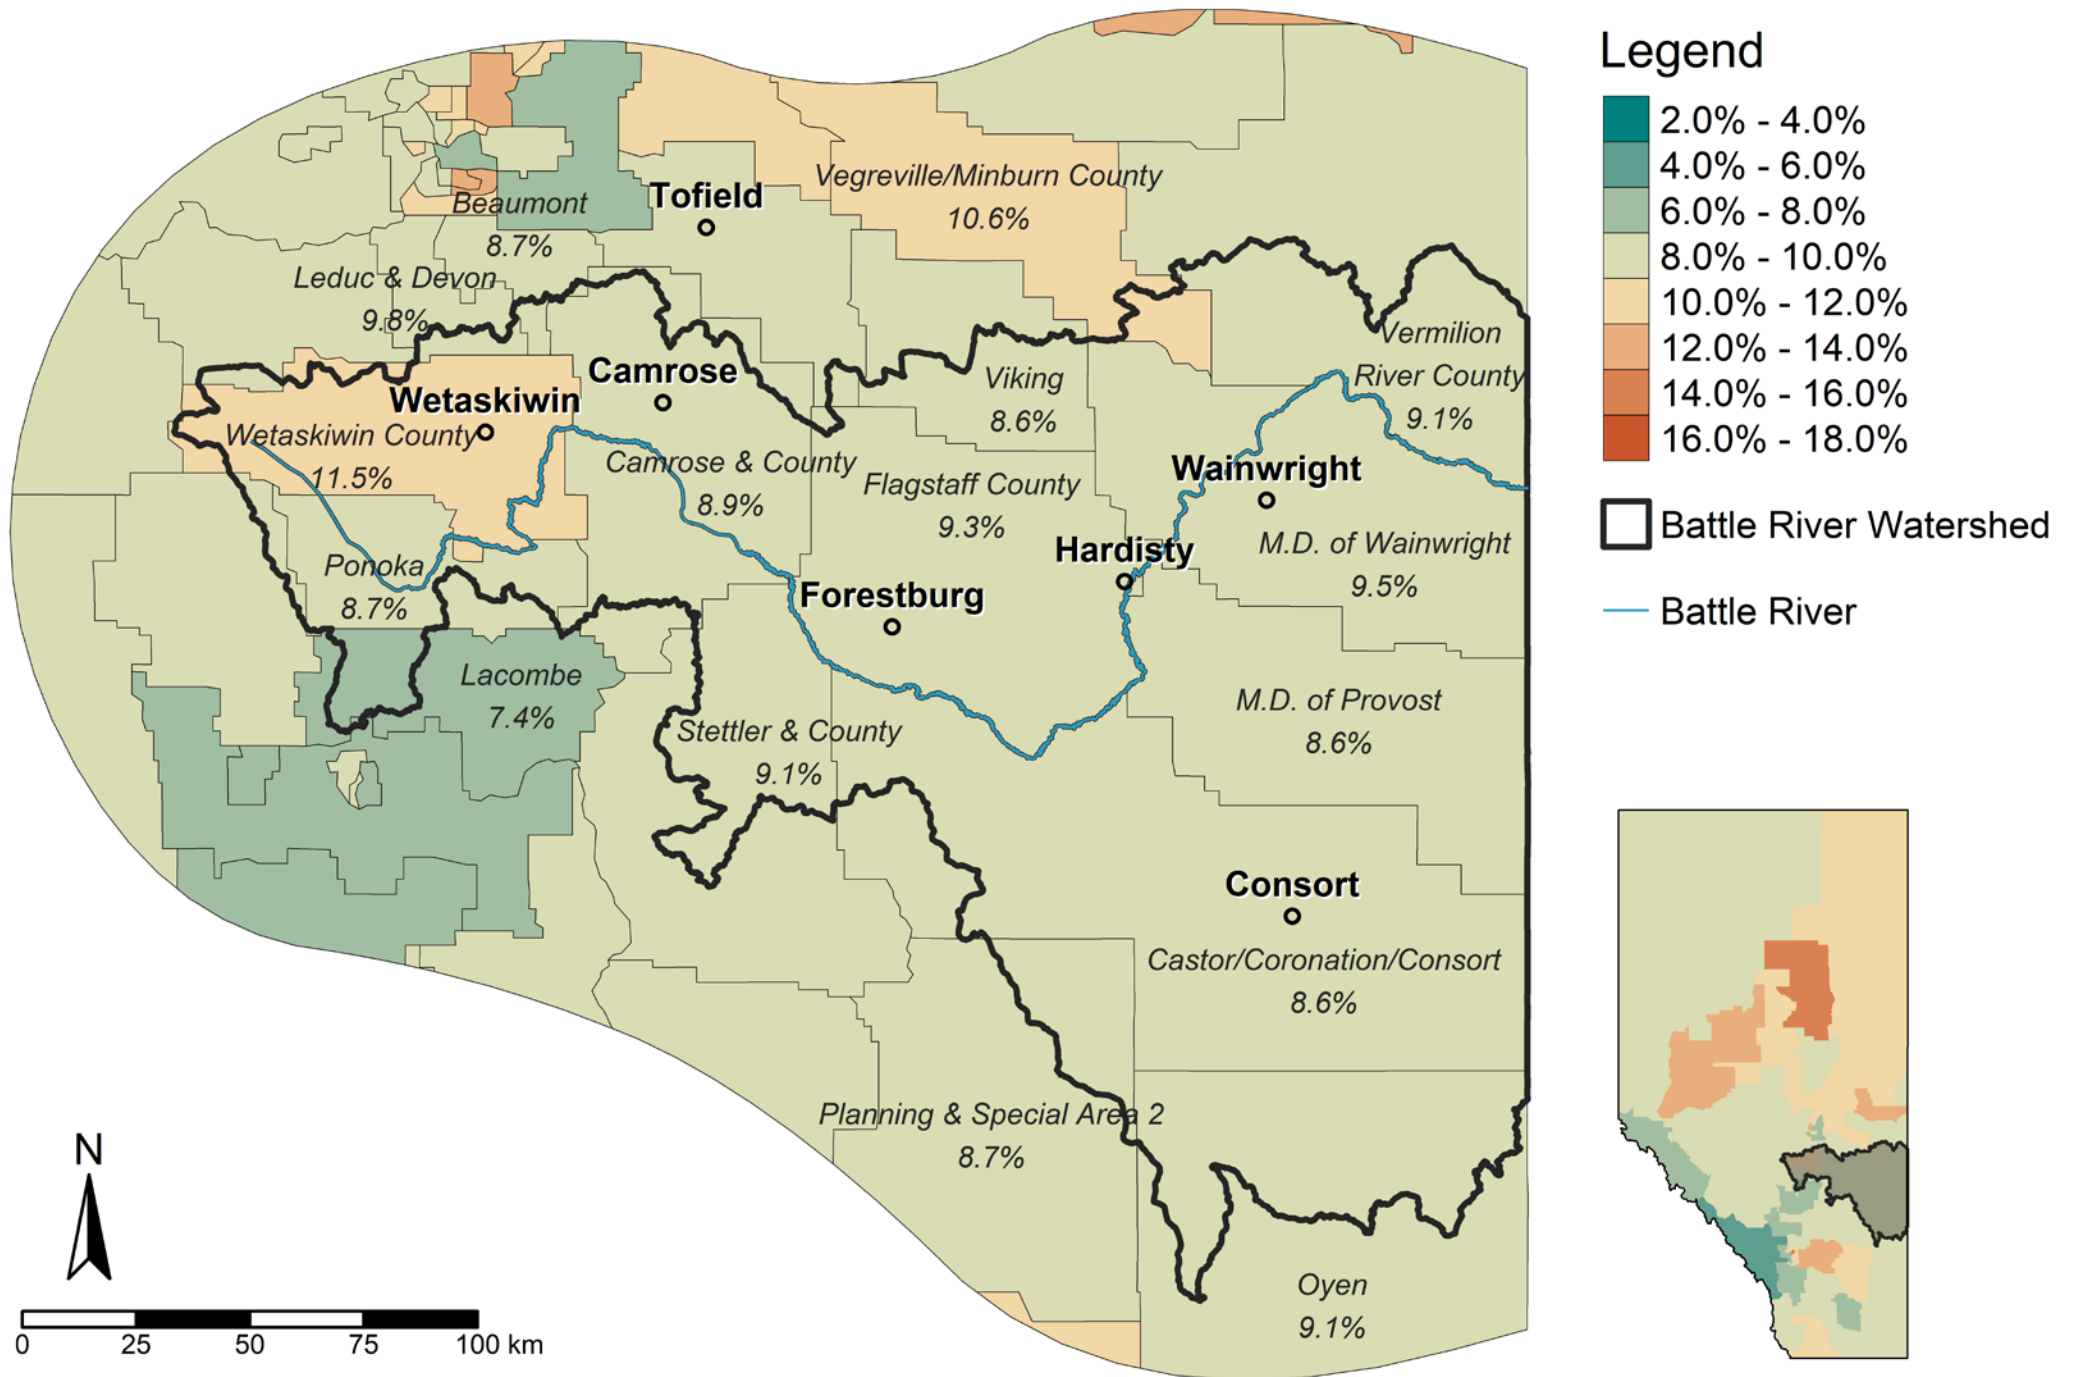 Legend
2.0% - 4.0%
4.0% - 6.0%
6.0% - 8.0%
8.0% - 10.0%
10.0% - 12.0%
12.0% - 14.0%
14.0% - 16.0%
16.0% - 18.0%
Battle River Watershed
Battle River
Vegreville/Minburn County
10.6%
Tofield
Beaumont
8.7%
Leduc & Devon
9.8%
Vermilion
River County
9.1%
Camrose
Viking
8.6%
Wetaskiwin
Wetaskiwin County
11.5%
Camrose & County
8.9%
Flagstaff County
9.3%
Wainwright
M.D. of Wainwright
9.5%
Hardisty
Ponoka
8.7%
Forestburg
Lacombe
7.4%
M.D. of Provost
8.6%
Stettler & County
9.1%
Consort
Castor/Coronation/Consort
8.6%
Planning & Special Area 2
8.7%
Oyen
9.1%
N
0 25 50 75 100 km